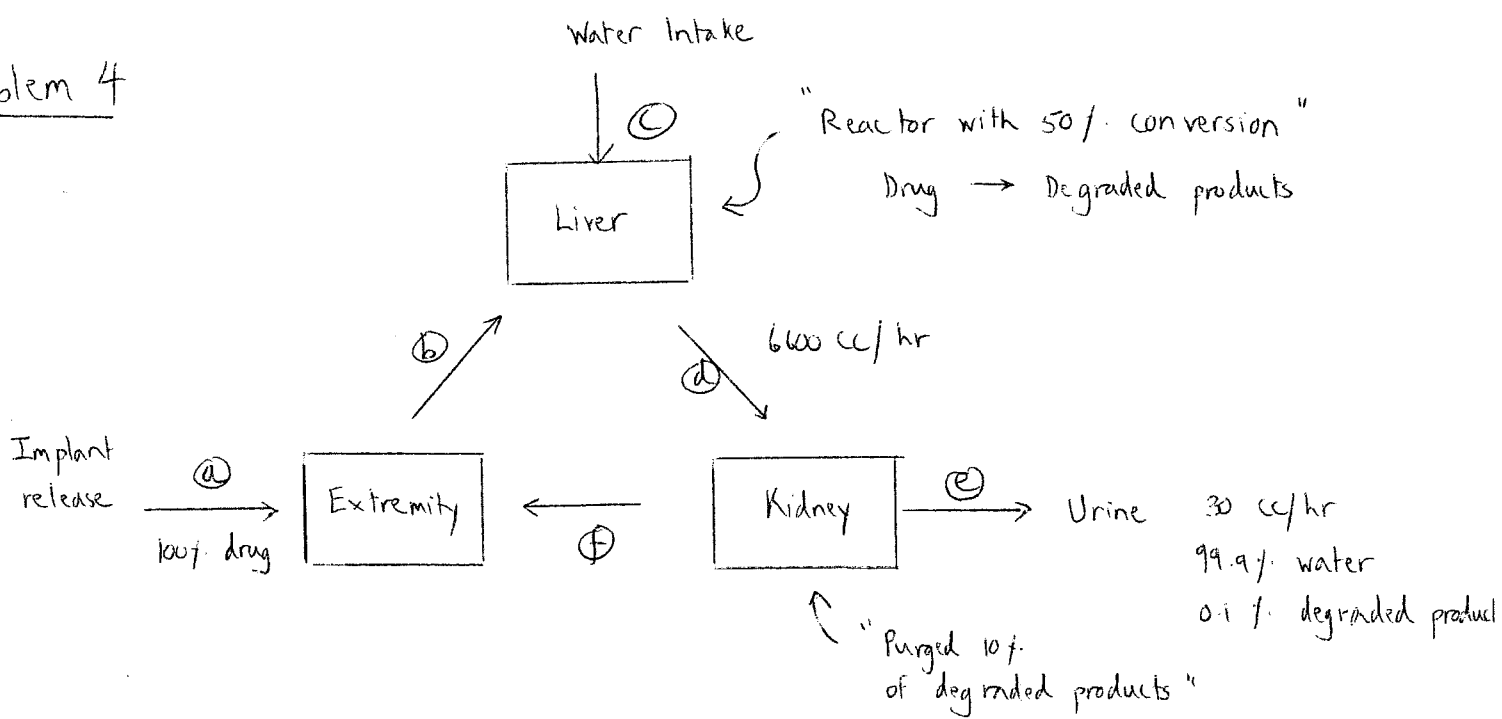 blem 4
Water Intake
ⓒ
"Reactor with 50%. conversion"
Drug → Degraded products
Liver
ⓑ
6600 cc/hr
ⓓ
Implant
release
ⓐ
100%. drug
Extremity
ⓕ
Kidney
ⓔ
Urine
30 cc/hr
99.9%. water
0.1%. degraded product
"Purged 10%.
of degraded products"